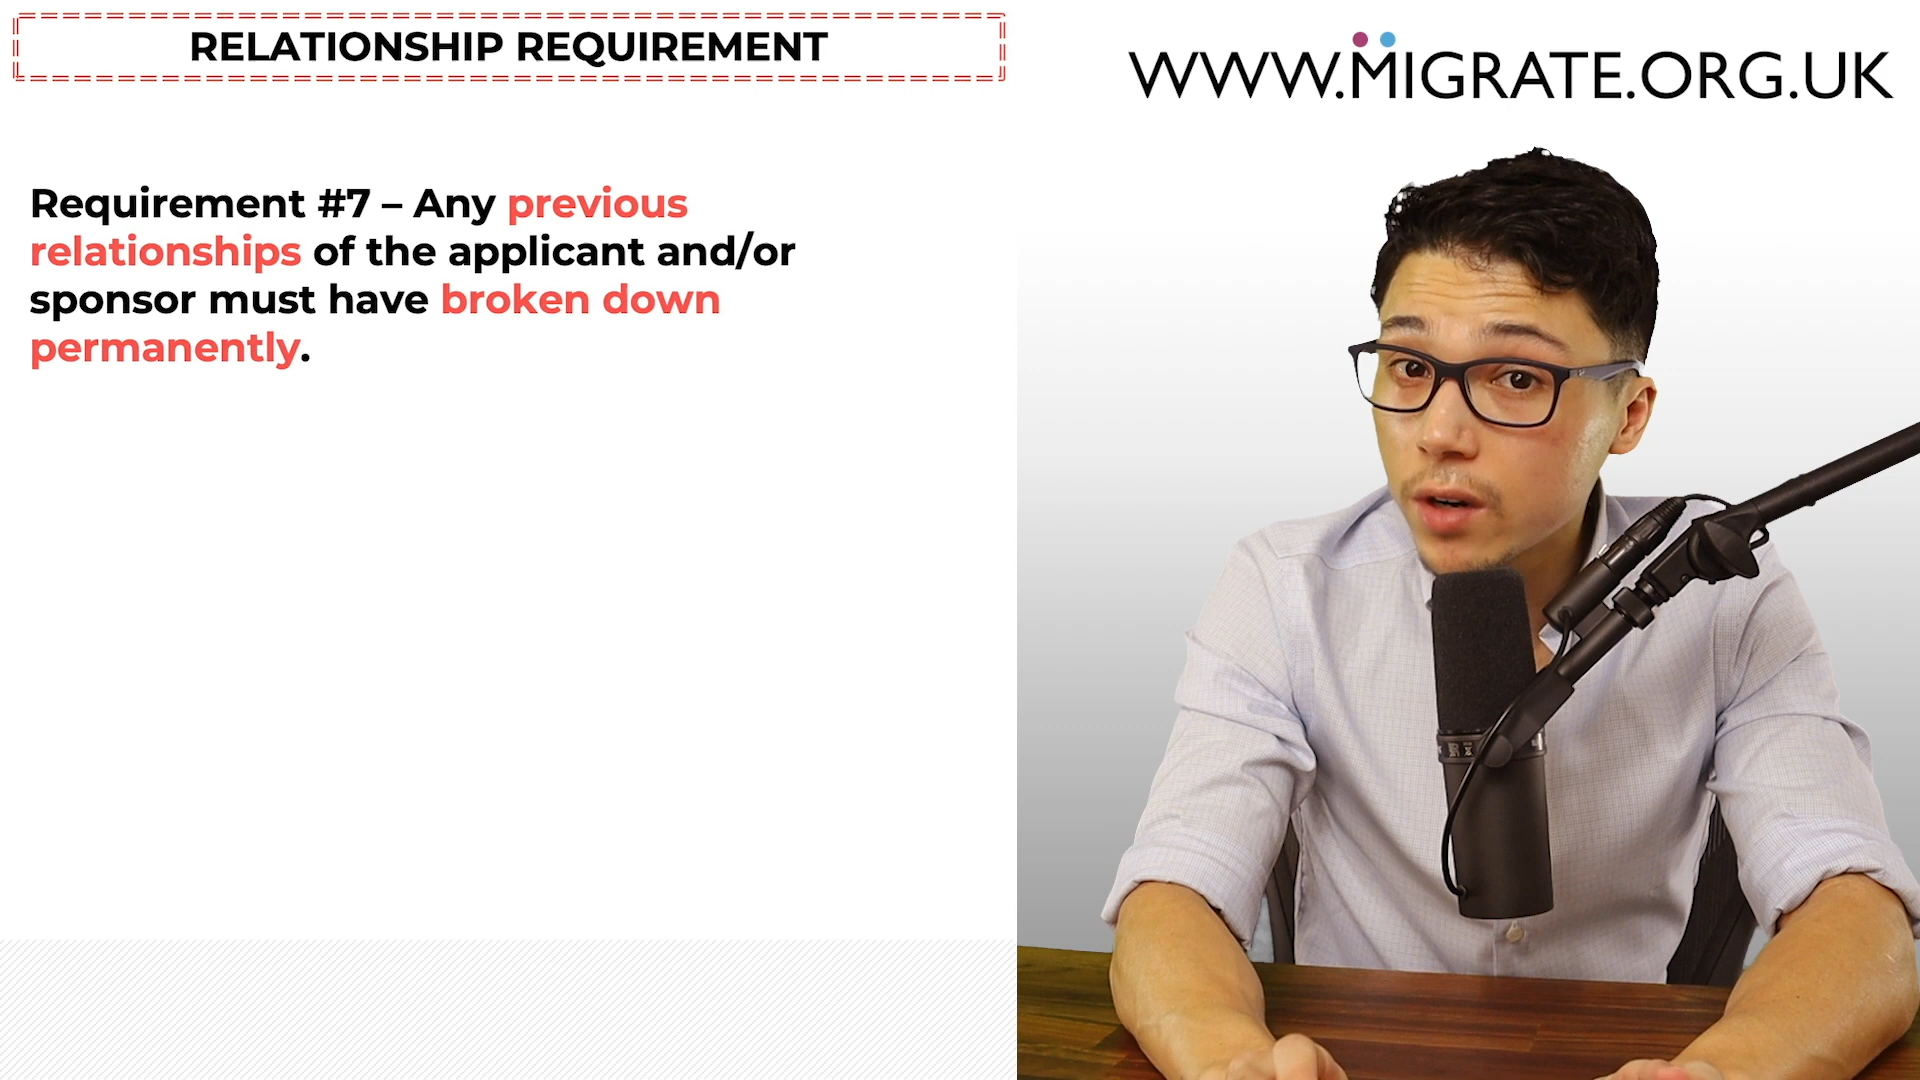 RELATIONSHIP REQUIREMENT
WWW.MIGRATE.ORG.UK
Requirement #7 – Any previous
relationships of the applicant and/or
sponsor must have broken down
permanently.